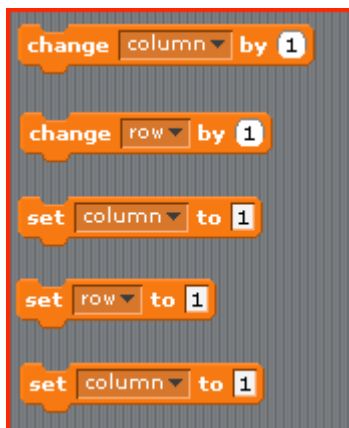 change column by 1
change row by 1
set column to 1
set row to 1
set column to 1